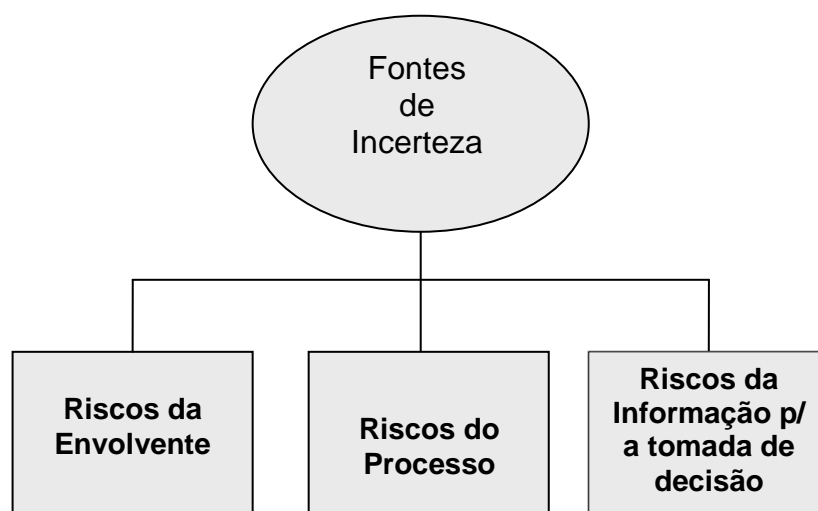 Fontes
de
Incerteza
Riscos da
Envolvente
Riscos do
Processo
Riscos da
Informação p/
a tomada de
decisão